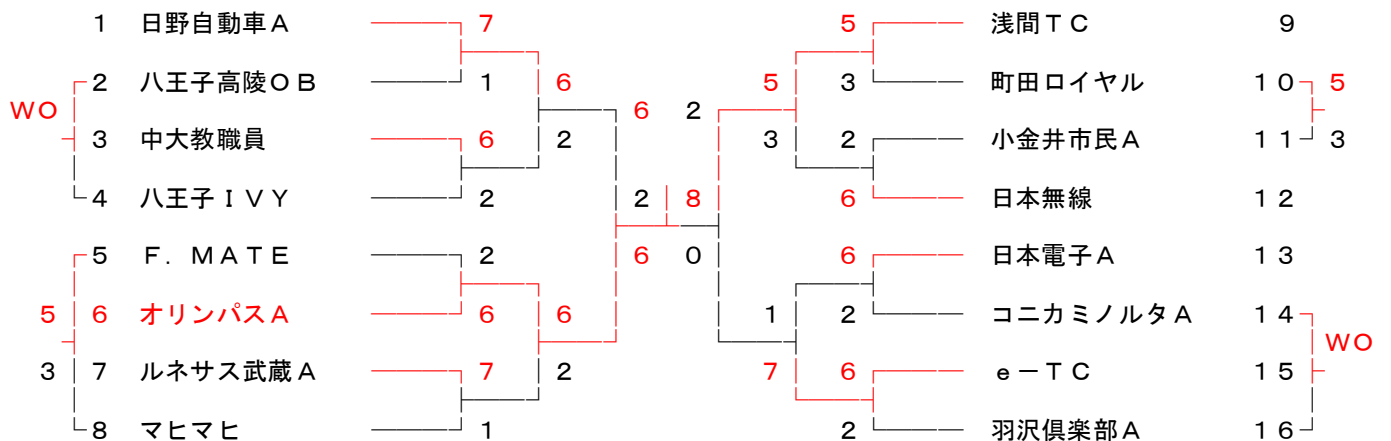 1 日野自動車A 7 5 浅間TC 9
2 八王子高陵OB 1 6 5 3 町田ロイヤル 10 5
WO 6 2
3 中大教職員 6 2 3 2 小金井市民A 11 3
4 八王子IVY 2 2 8 6 日本無線 12
5 F. MATE 2 6 0 6 日本電子A 13
5 6 オリンパスA 6 6 1 2 コニカミノルタA 14
WO
3 7 ルネサス武蔵A 7 2 7 6 e-TC 15
8 マヒマヒ 1 2 羽沢倶楽部A 16